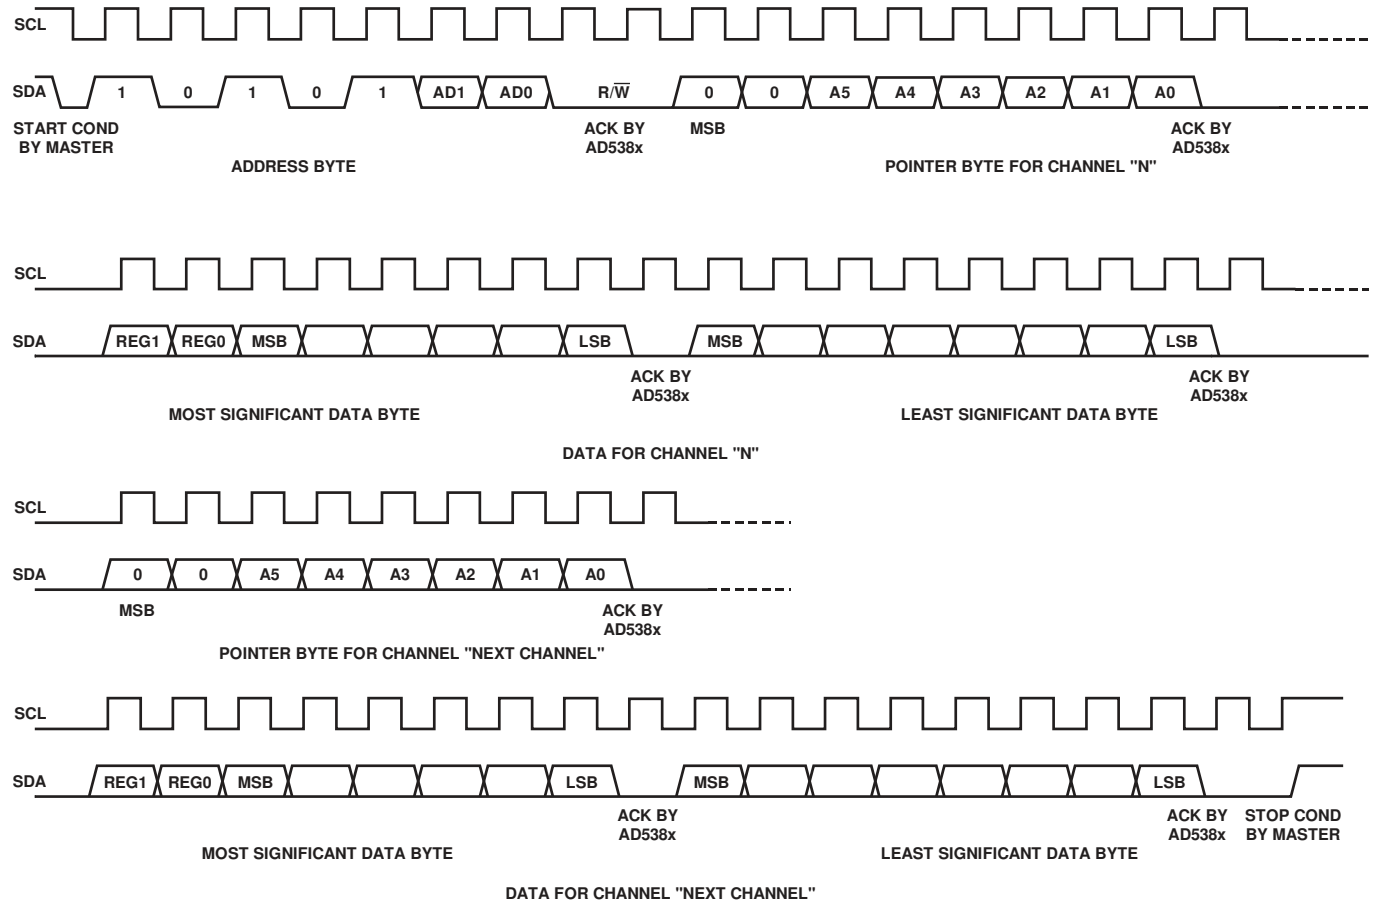 SCL
SDA 1 0 1 0 1 AD1 AD0 R/W̅ 0 0 A5 A4 A3 A2 A1 A0
START COND BY MASTER
ACK BY AD538x
MSB
ACK BY AD538x
ADDRESS BYTE
POINTER BYTE FOR CHANNEL "N"
SCL
SDA REG1 REG0 MSB LSB MSB LSB
ACK BY AD538x
ACK BY AD538x
MOST SIGNIFICANT DATA BYTE
LEAST SIGNIFICANT DATA BYTE
DATA FOR CHANNEL "N"
SCL
SDA 0 0 A5 A4 A3 A2 A1 A0
MSB
ACK BY AD538x
POINTER BYTE FOR CHANNEL "NEXT CHANNEL"
SCL
SDA REG1 REG0 MSB LSB MSB LSB
ACK BY AD538x
ACK BY AD538x
STOP COND BY MASTER
MOST SIGNIFICANT DATA BYTE
LEAST SIGNIFICANT DATA BYTE
DATA FOR CHANNEL "NEXT CHANNEL"